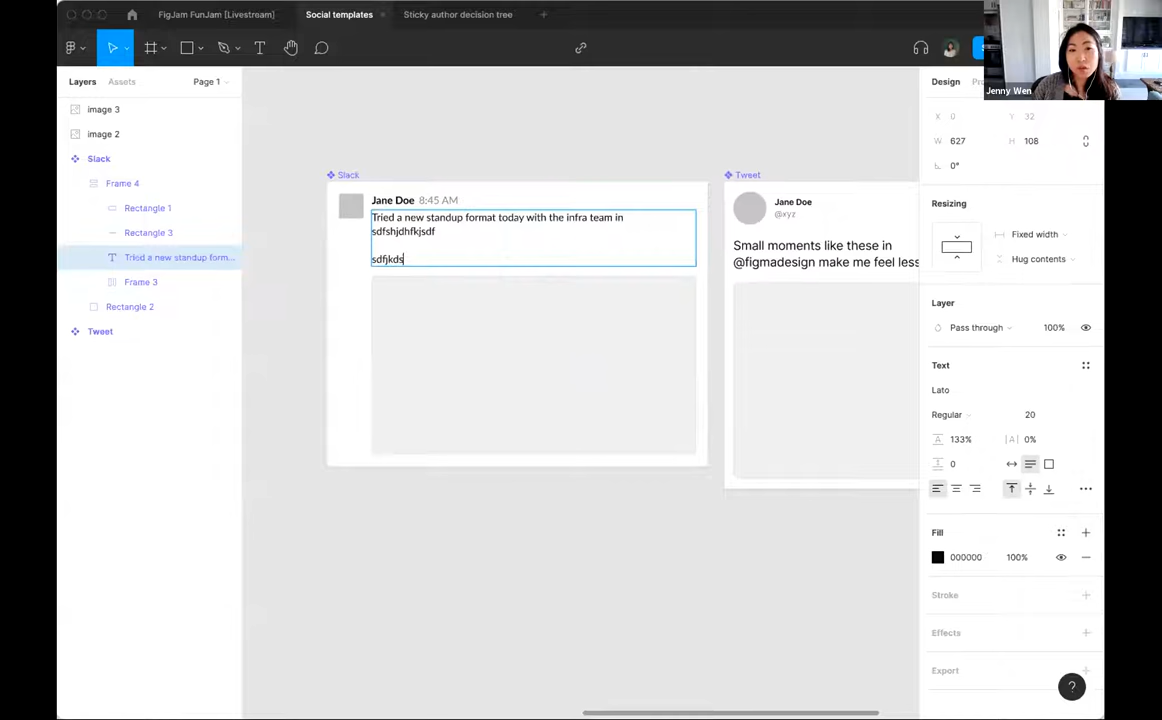 FigJam FunJam [Livestream]
Social templates
Sticky author decision tree
Jenny Wen
Layers
Assets
Page 1
image 3
image 2
Slack
Frame 4
Rectangle 1
Rectangle 3
Tried a new standup form...
Frame 3
Rectangle 2
Tweet
Slack
Jane Doe 8:45 AM
Tried a new standup format today with the infra team in
sdfshjdhfkjsdf
sdfjkds
Tweet
Jane Doe
@xyz
Small moments like these in
@figmadesign make me feel less
Design
X 0 Y 32
W 627 H 108
0°
Resizing
Fixed width
Hug contents
Layer
Pass through 100%
Text
Lato
Regular 20
133% |A| 0%
0
Fill
000000 100%
Stroke
Effects
Export
?